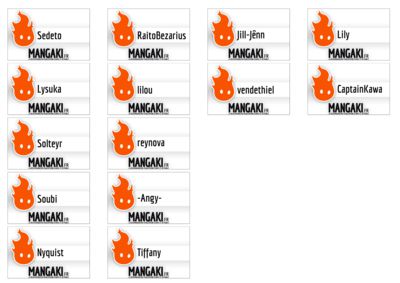 Sedeto
MANGAKI.FR
RaitoBezarius
MANGAKI.FR
Jill-Jênn
MANGAKI.FR
Lily
MANGAKI.FR
Lysuka
MANGAKI.FR
lilou
MANGAKI.FR
vendethiel
MANGAKI.FR
CaptainKawa
MANGAKI.FR
Solteyr
MANGAKI.FR
reynova
MANGAKI.FR
Soubi
MANGAKI.FR
-Angy-
MANGAKI.FR
Nyquist
MANGAKI.FR
Tiffany
MANGAKI.FR